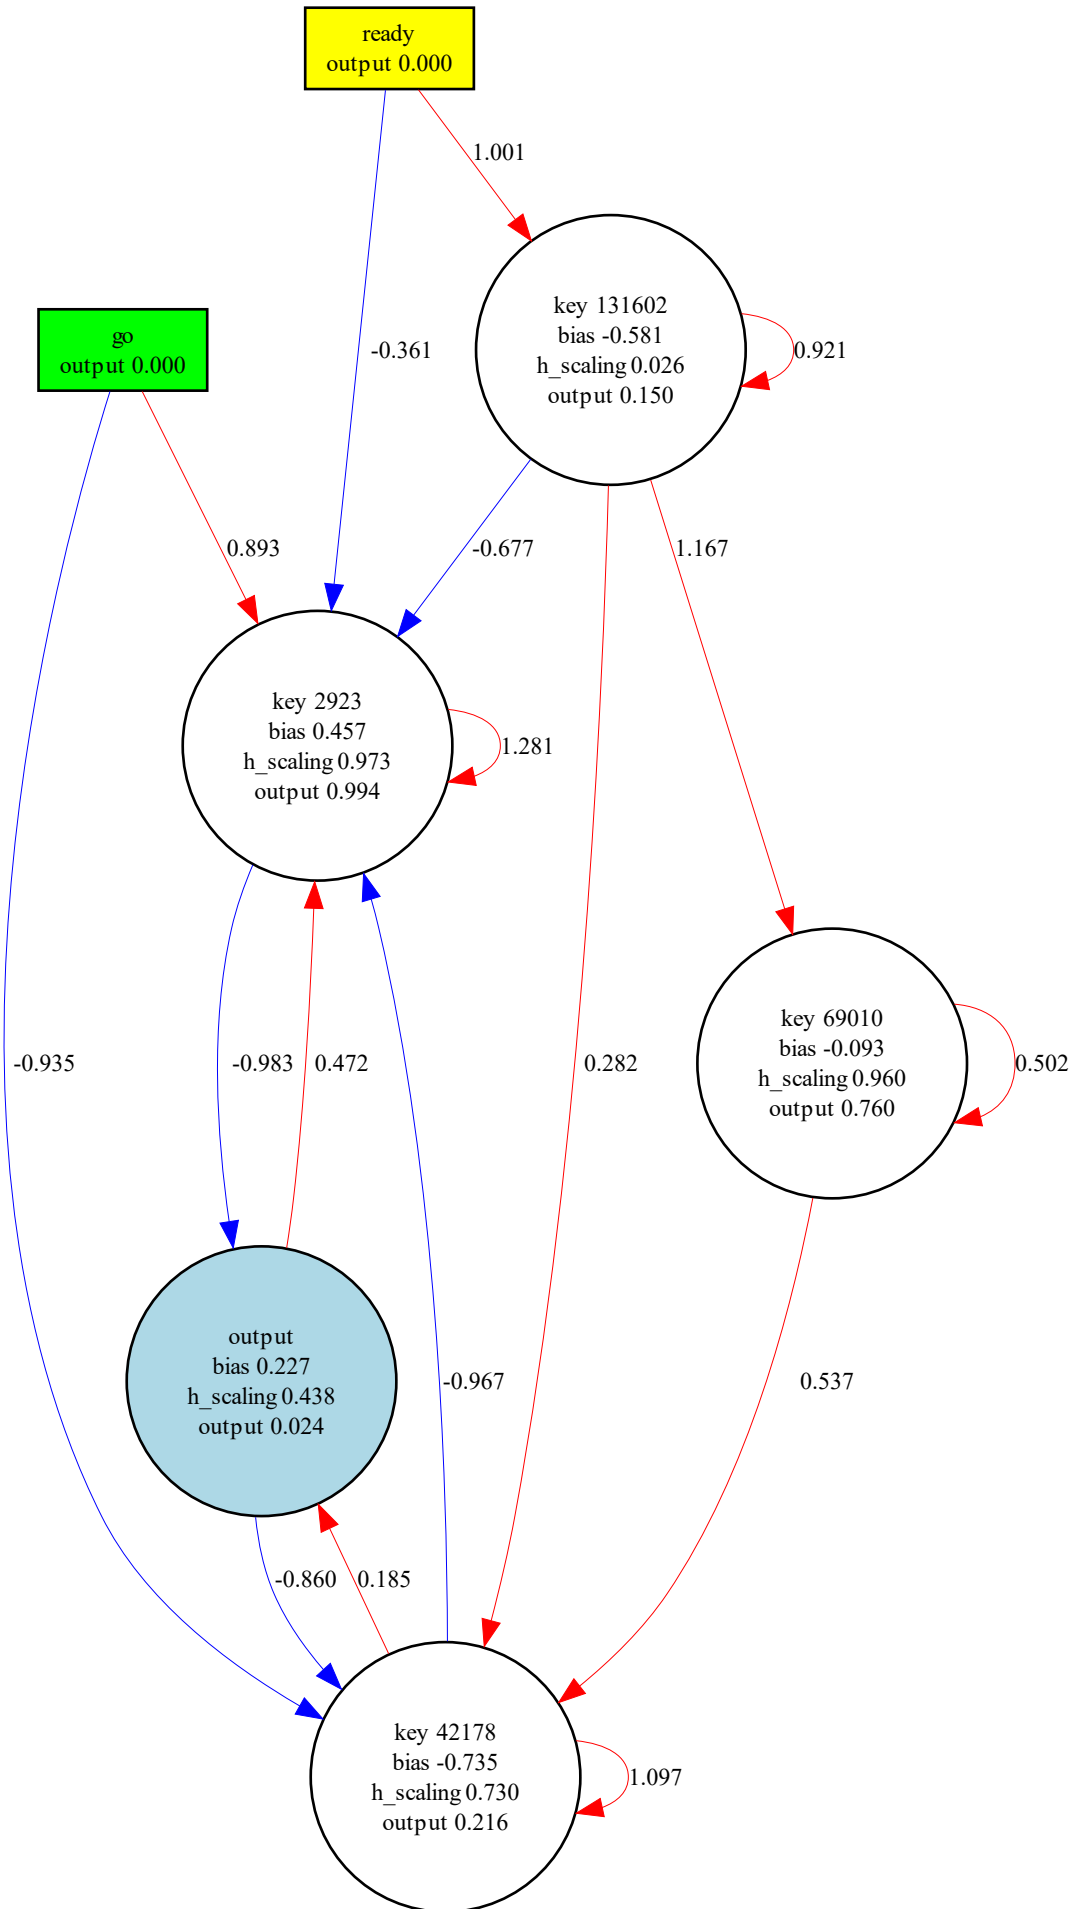 ready
output 0.000
1.001
key 131602
bias -0.581
h_scaling 0.026
output 0.150
0.921
go
output 0.000
-0.361
0.893
-0.677
1.167
key 2923
bias 0.457
h_scaling 0.973
output 0.994
1.281
key 69010
bias -0.093
h_scaling 0.960
output 0.760
0.502
-0.935
-0.983
0.472
0.282
output
bias 0.227
h_scaling 0.438
output 0.024
-0.967
0.537
-0.860
0.185
key 42178
bias -0.735
h_scaling 0.730
output 0.216
1.097